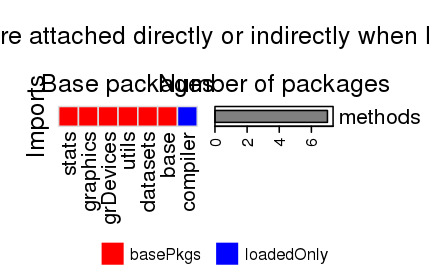 re attached directly or indirectly when l
Base packages
Number of packages
Imports
methods
stats
graphics
grDevices
utils
datasets
base
compiler
0 2 4 6
basePkgs loadedOnly